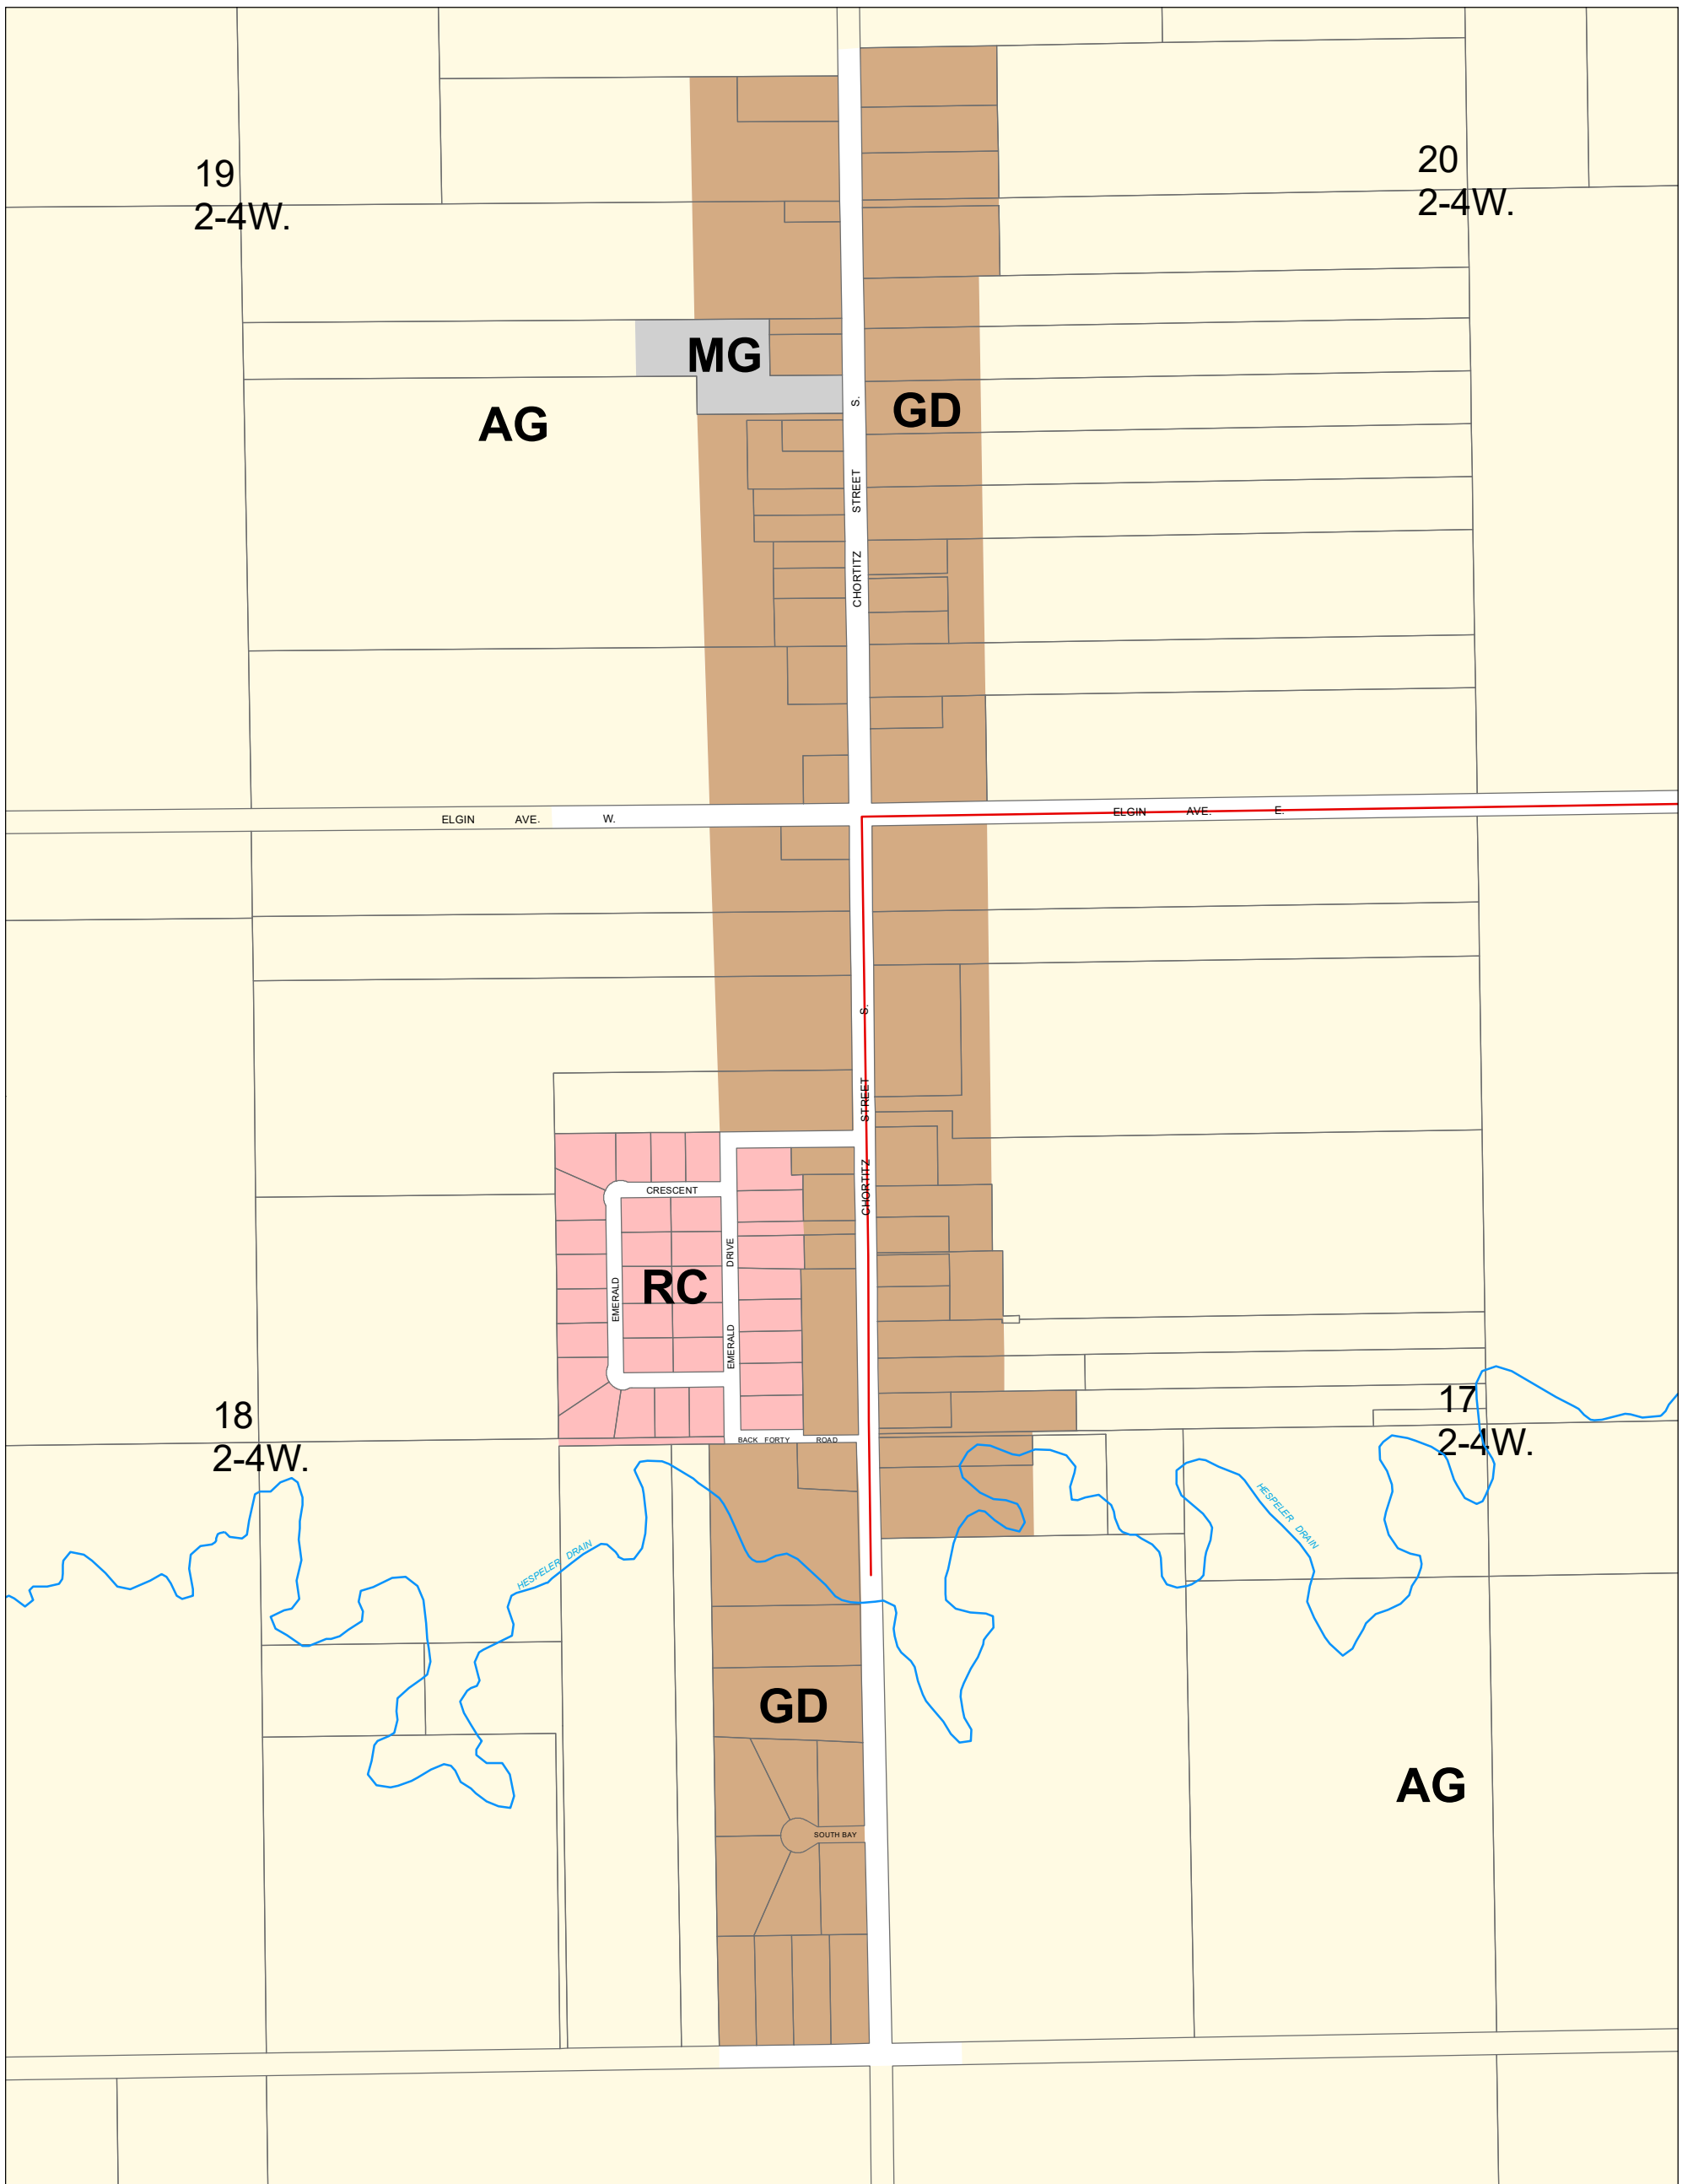 19
2-4W.
20
2-4W.
MG
AG
GD
CHORTITZ STREET S.
ELGIN AVE. W.
ELGIN AVE. E.
CHORTITZ STREET S.
CRESCENT
EMERALD
EMERALD DRIVE
RC
BACK FORTY ROAD
18
2-4W.
17
2-4W.
HESPELER DRAIN
HESPELER DRAIN
GD
AG
SOUTH BAY